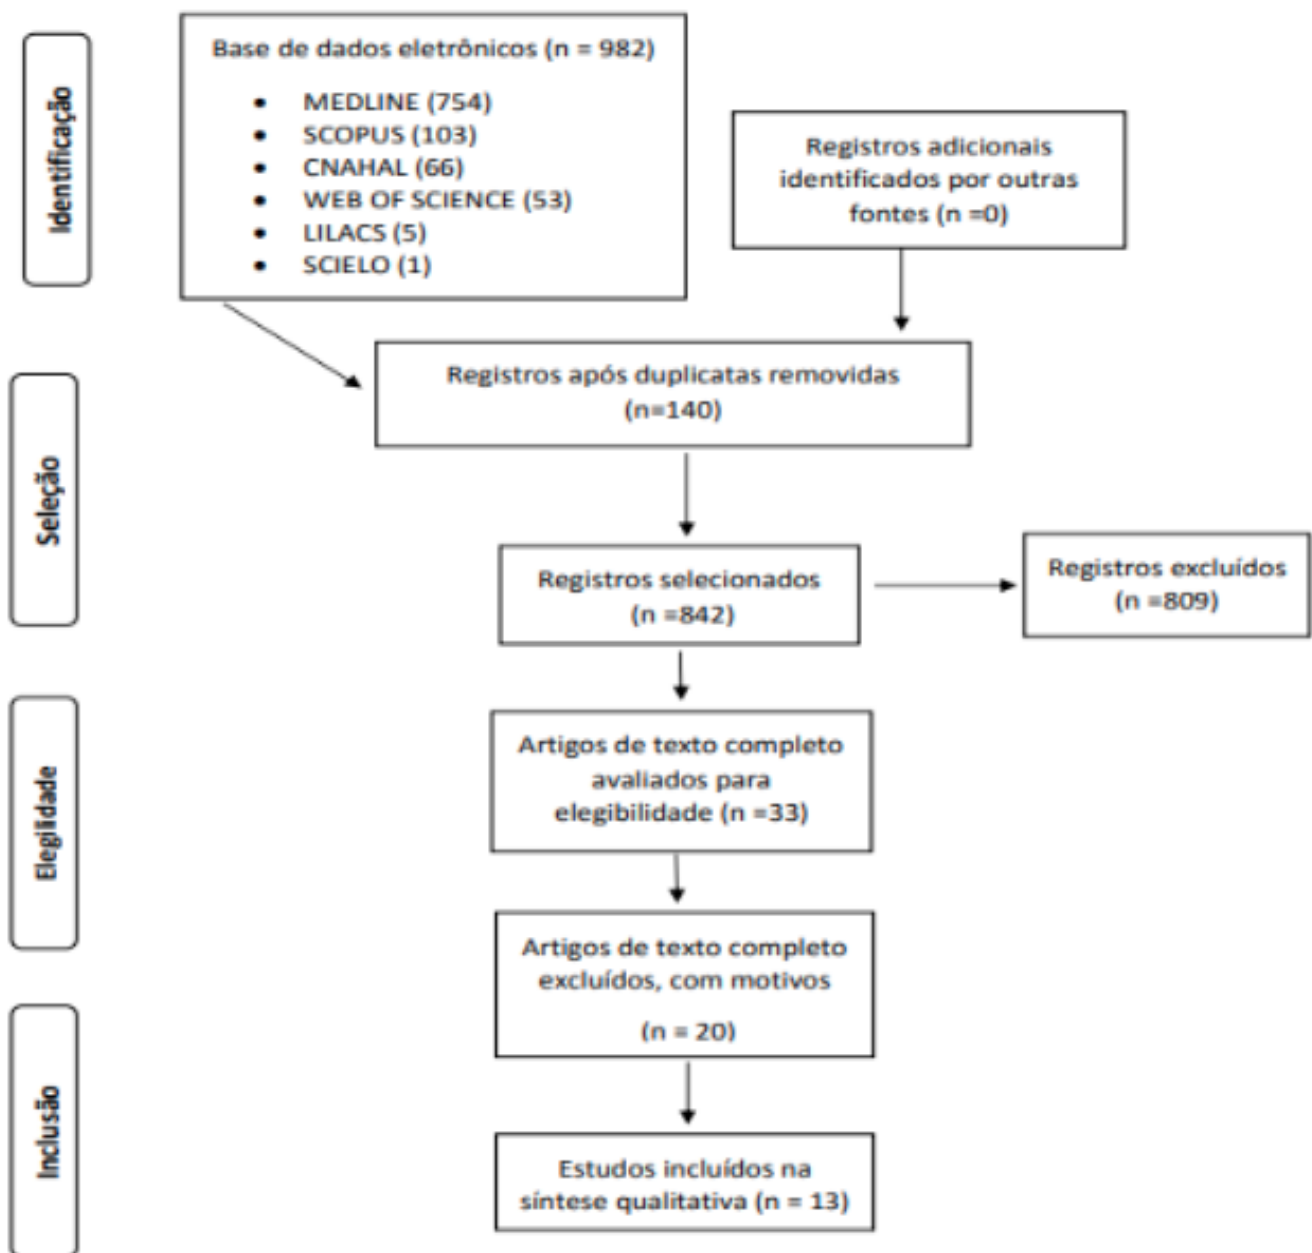 Identificação
Base de dados eletrônicos (n = 982)
• MEDLINE (754)
• SCOPUS (103)
• CNAHAL (66)
• WEB OF SCIENCE (53)
• LILACS (5)
• SCIELO (1)
Registros adicionais
identificados por outras
fontes (n =0)
Seleção
Registros após duplicatas removidas
(n=140)
Registros selecionados
(n =842)
Registros excluídos
(n =809)
Elegilidade
Artigos de texto completo
avaliados para
elegibilidade (n =33)
Artigos de texto completo
excluídos, com motivos
(n = 20)
Inclusão
Estudos incluídos na
síntese qualitativa (n = 13)